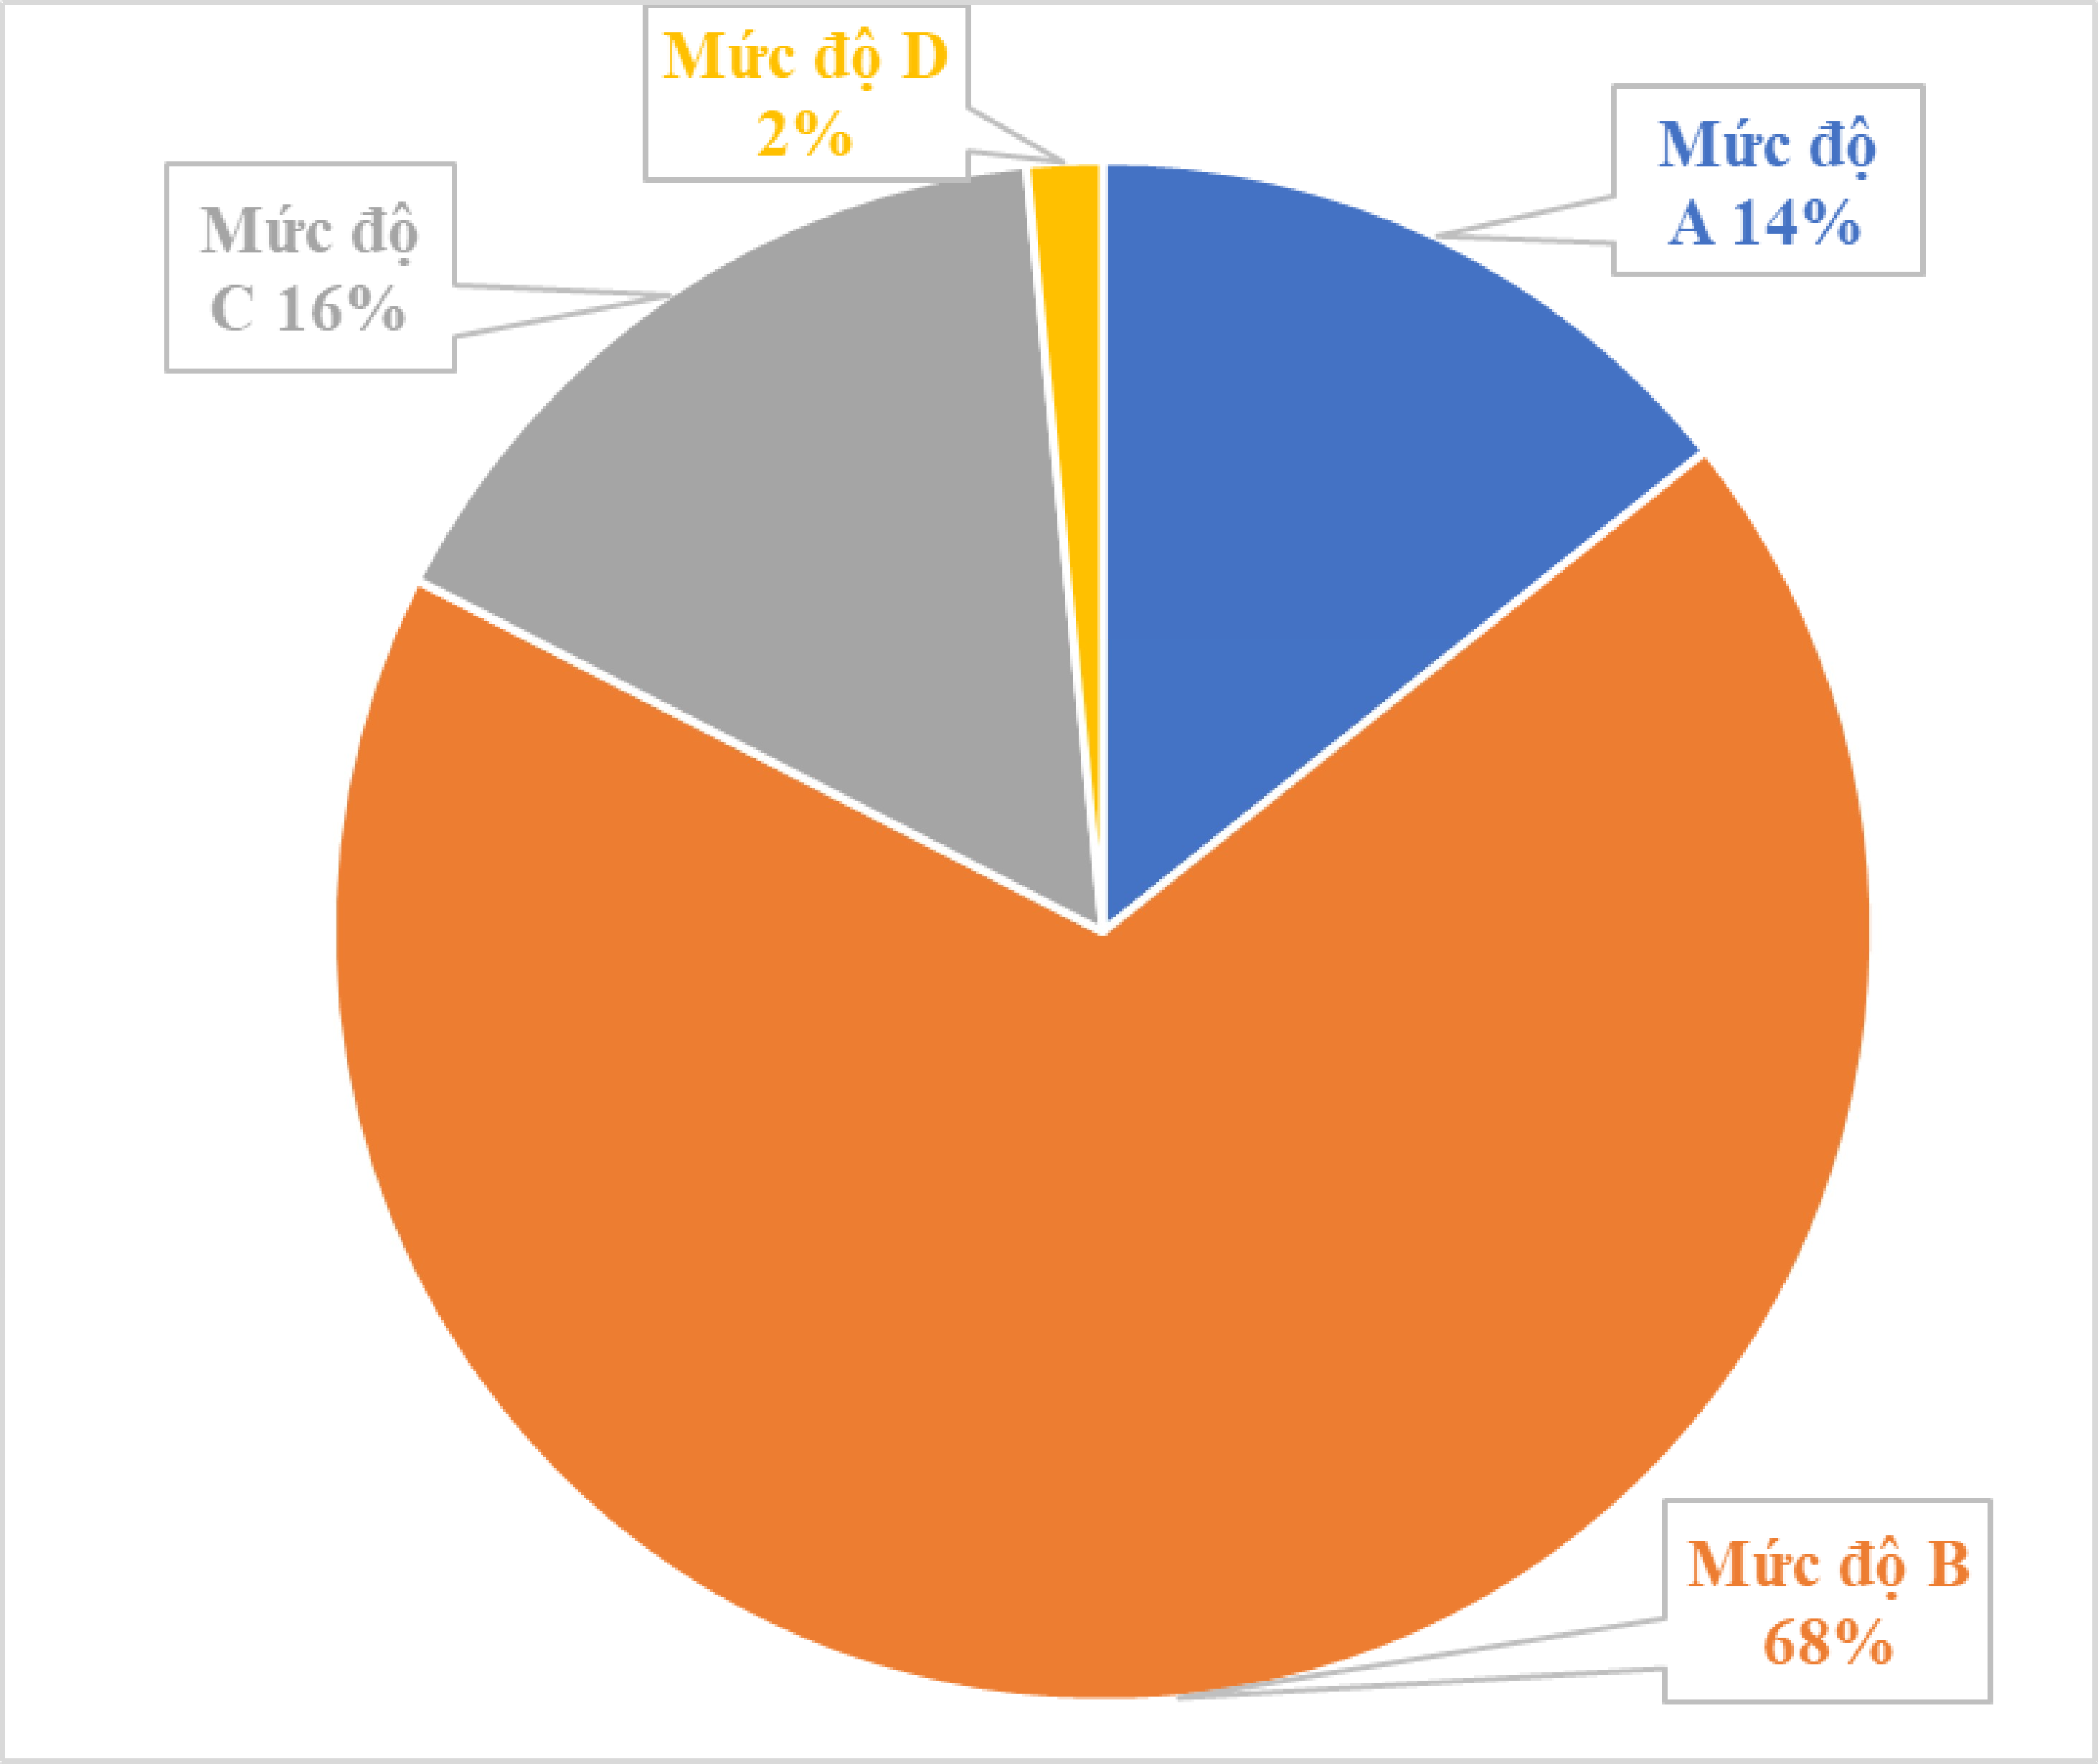 Mức độ D
2%
Mức độ
A 14%
Mức độ
C 16%
Mức độ B
68%